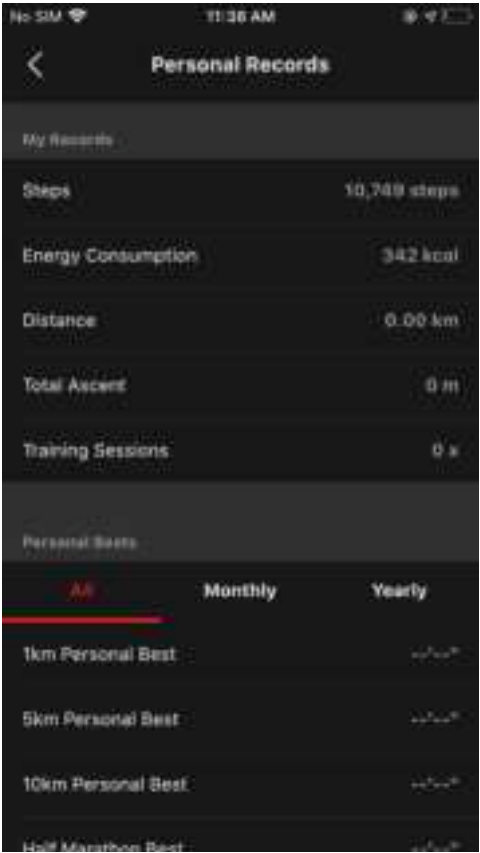 No SIM 11:36 AM
Personal Records
My Records
Steps 10,749 steps
Energy Consumption 342 kcal
Distance 0.00 km
Total Ascent 0 m
Training Sessions 0 x
Personal Bests
All Monthly Yearly
1km Personal Best --'--"
5km Personal Best --'--"
10km Personal Best --'--"
Half Marathon Best --'--"